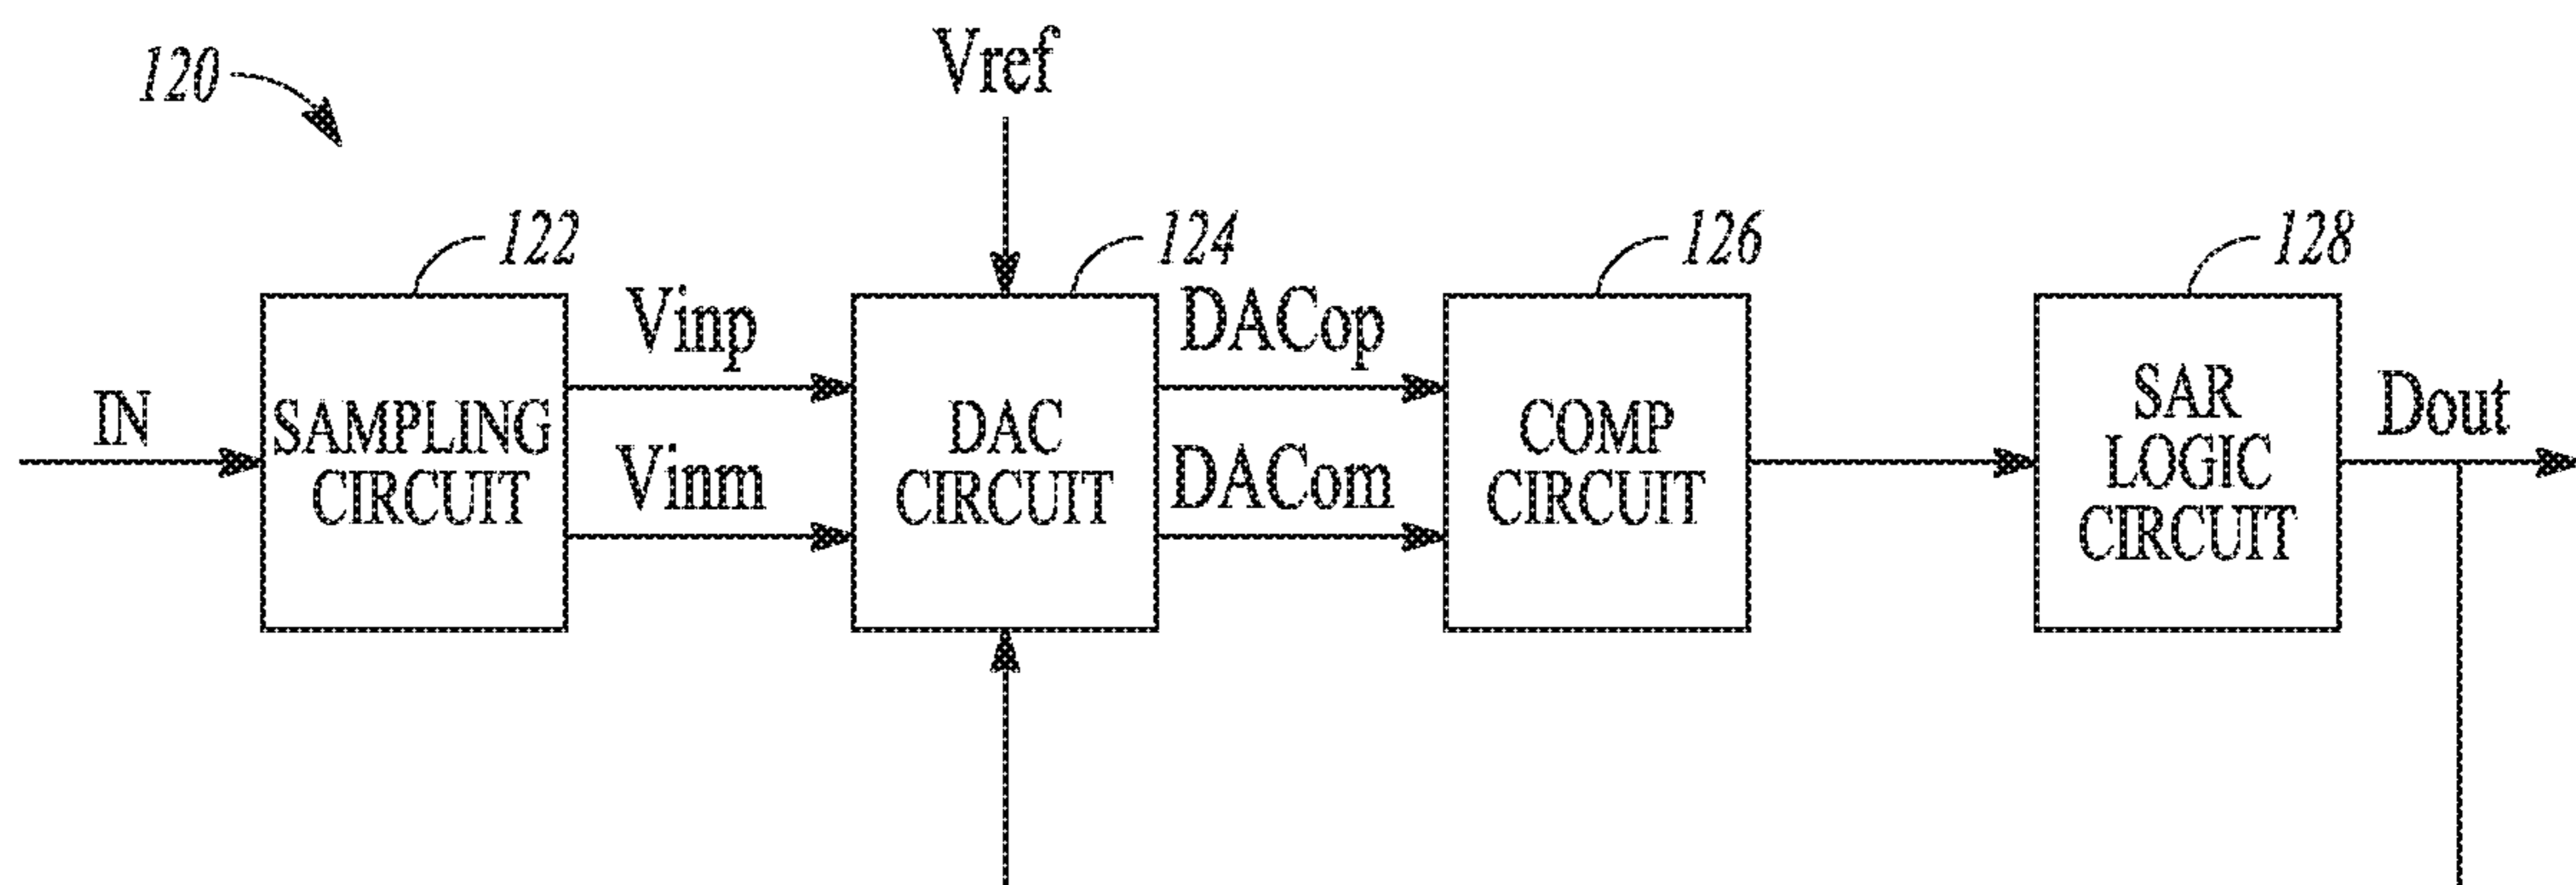 120
Vref
122
124
126
128
IN
SAMPLING
CIRCUIT
Vinp
Vinm
DAC
CIRCUIT
DACop
DACom
COMP
CIRCUIT
SAR
LOGIC
CIRCUIT
Dout